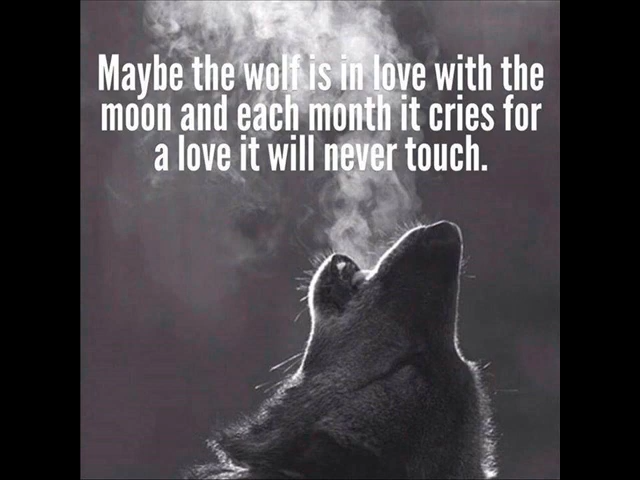 Maybe the wolf is in love with the
moon and each month it cries for
a love it will never touch.